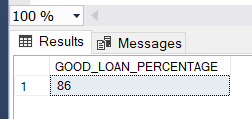 100 %
Results Messages
GOOD_LOAN_PERCENTAGE
1 86